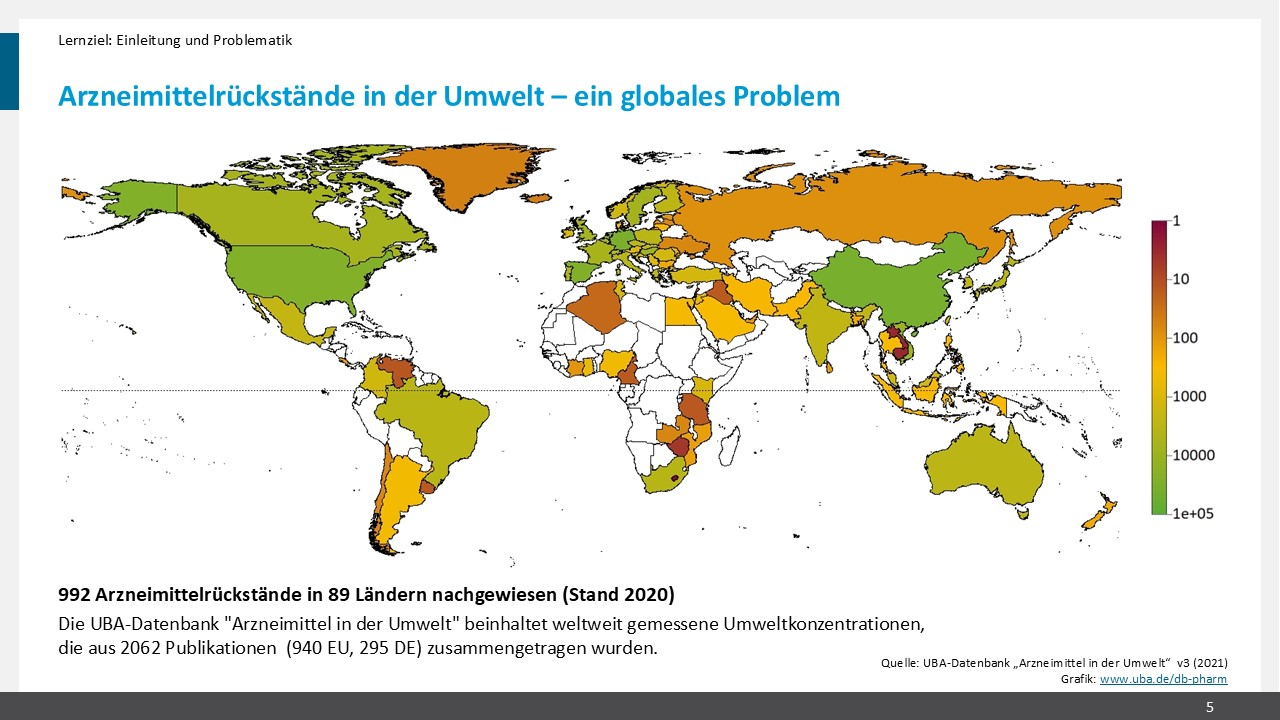 Lernziel: Einleitung und Problematik
Arzneimittelrückstände in der Umwelt – ein globales Problem
1
10
100
1000
10000
1e+05
992 Arzneimittelrückstände in 89 Ländern nachgewiesen (Stand 2020)
Die UBA-Datenbank "Arzneimittel in der Umwelt" beinhaltet weltweit gemessene Umweltkonzentrationen,
die aus 2062 Publikationen (940 EU, 295 DE) zusammengetragen wurden.
Quelle: UBA-Datenbank „Arzneimittel in der Umwelt“ v3 (2021)
Grafik: www.uba.de/db-pharm
5